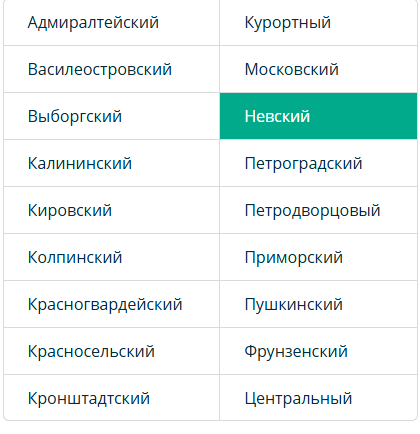 Адмиралтейский
Курортный
Василеостровский
Московский
Выборгский
Невский
Калининский
Петроградский
Кировский
Петродворцовый
Колпинский
Приморский
Красногвардейский
Пушкинский
Красносельский
Фрунзенский
Кронштадтский
Центральный